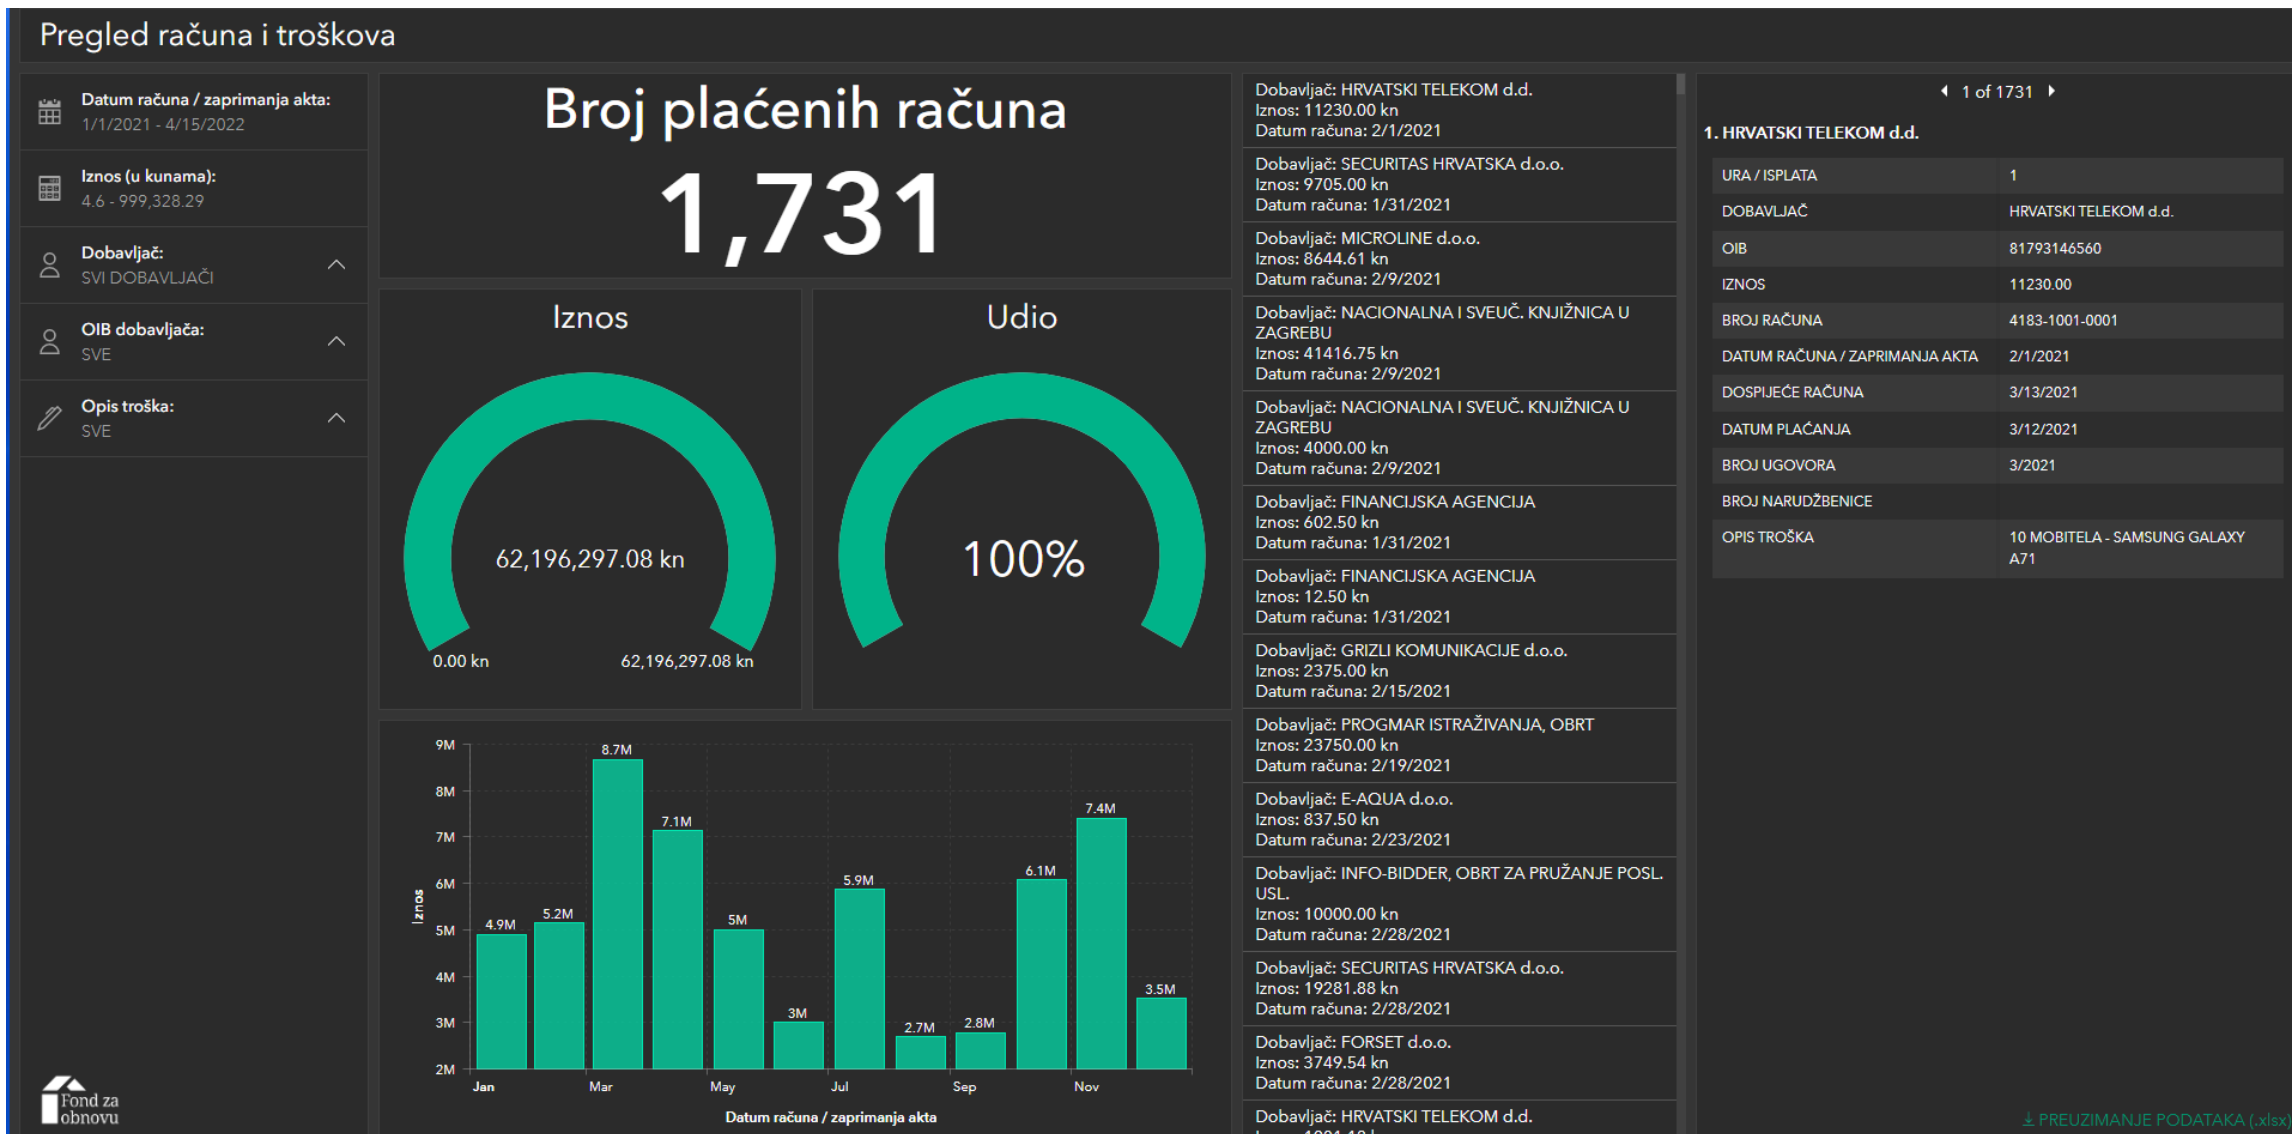 Pregled računa i troškova
Datum računa / zaprimanja akta:
1/1/2021 - 4/15/2022
Iznos (u kunama):
4.6 - 999,328.29
Dobavljač:
SVI DOBAVLJAČI
OIB dobavljača:
SVE
Opis troška:
SVE
Fond za
obnovu
Broj plaćenih računa
1,731
Iznos
62,196,297.08 kn
0.00 kn
62,196,297.08 kn
Udio
100%
Iznos
9M
8M
7M
6M
5M
4M
3M
2M
4.9M
5.2M
8.7M
7.1M
5M
3M
5.9M
2.7M
2.8M
6.1M
7.4M
3.5M
Jan
Mar
May
Jul
Sep
Nov
Datum računa / zaprimanja akta
Dobavljač: HRVATSKI TELEKOM d.d.
Iznos: 11230.00 kn
Datum računa: 2/1/2021
Dobavljač: SECURITAS HRVATSKA d.o.o.
Iznos: 9705.00 kn
Datum računa: 1/31/2021
Dobavljač: MICROLINE d.o.o.
Iznos: 8644.61 kn
Datum računa: 2/9/2021
Dobavljač: NACIONALNA I SVEUČ. KNJIŽNICA U
ZAGREBU
Iznos: 41416.75 kn
Datum računa: 2/9/2021
Dobavljač: NACIONALNA I SVEUČ. KNJIŽNICA U
ZAGREBU
Iznos: 4000.00 kn
Datum računa: 2/9/2021
Dobavljač: FINANCIJSKA AGENCIJA
Iznos: 602.50 kn
Datum računa: 1/31/2021
Dobavljač: FINANCIJSKA AGENCIJA
Iznos: 12.50 kn
Datum računa: 1/31/2021
Dobavljač: GRIZLI KOMUNIKACIJE d.o.o.
Iznos: 2375.00 kn
Datum računa: 2/15/2021
Dobavljač: PROGMAR ISTRAŽIVANJA, OBRT
Iznos: 23750.00 kn
Datum računa: 2/19/2021
Dobavljač: E-AQUA d.o.o.
Iznos: 837.50 kn
Datum računa: 2/23/2021
Dobavljač: INFO-BIDDER, OBRT ZA PRUŽANJE POSL.
USL.
Iznos: 10000.00 kn
Datum računa: 2/28/2021
Dobavljač: SECURITAS HRVATSKA d.o.o.
Iznos: 19281.88 kn
Datum računa: 2/28/2021
Dobavljač: FORSET d.o.o.
Iznos: 3749.54 kn
Datum računa: 2/28/2021
Dobavljač: HRVATSKI TELEKOM d.d.
1 of 1731
1. HRVATSKI TELEKOM d.d.
URA / ISPLATA 1
DOBAVLJAČ HRVATSKI TELEKOM d.d.
OIB 81793146560
IZNOS 11230.00
BROJ RAČUNA 4183-1001-0001
DATUM RAČUNA / ZAPRIMANJA AKTA 2/1/2021
DOSPIJEĆE RAČUNA 3/13/2021
DATUM PLAĆANJA 3/12/2021
BROJ UGOVORA 3/2021
BROJ NARUDŽBENICE
OPIS TROŠKA 10 MOBITELA - SAMSUNG GALAXY
A71
PREUZIMANJE PODATAKA (.xlsx)